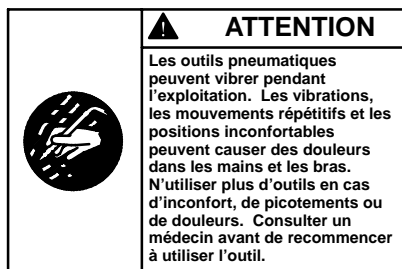 ATTENTION
Les outils pneumatiques
peuvent vibrer pendant
l'exploitation. Les vibrations,
les mouvements répétitifs et les
positions inconfortables
peuvent causer des douleurs
dans les mains et les bras.
N'utiliser plus d'outils en cas
d'inconfort, de picotements ou
de douleurs. Consulter un
médecin avant de recommencer
à utiliser l'outil.